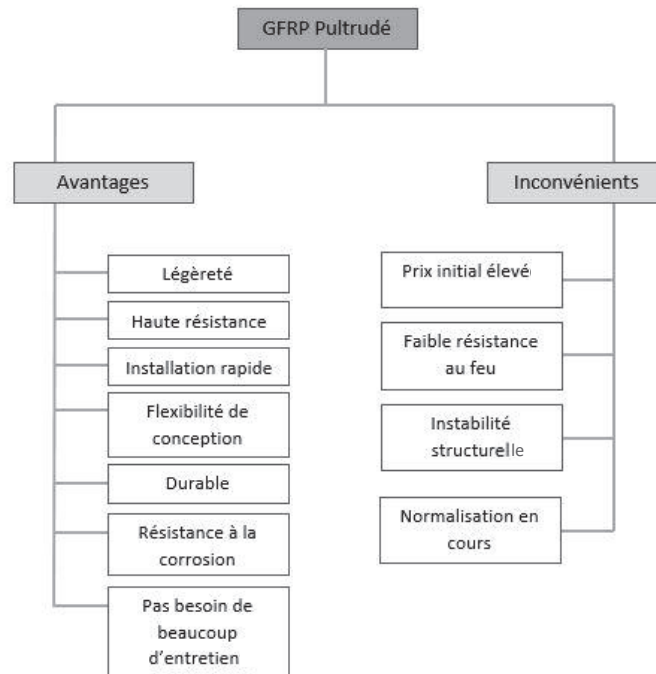 GFRP Pultrudé
Avantages
Légèreté
Haute résistance
Installation rapide
Flexibilité de
conception
Durable
Résistance à la
corrosion
Pas besoin de
beaucoup
d’entretien
Inconvénients
Prix initial élevé
Faible résistance
au feu
Instabilité
structurelle
Normalisation en
cours